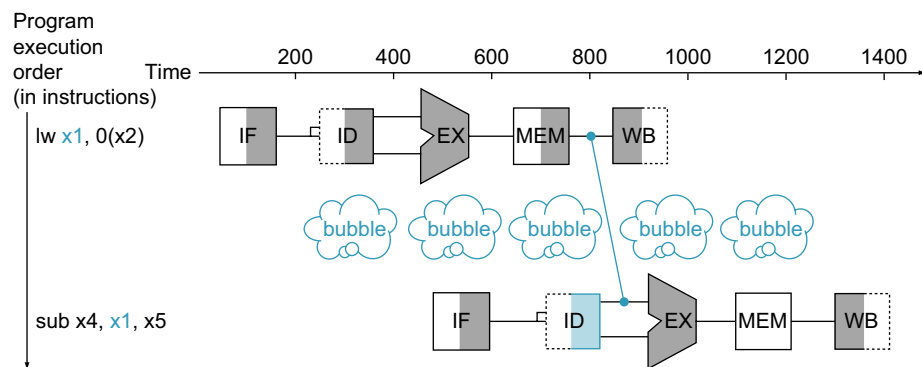 Program
execution
order
(in instructions)
Time
200 400 600 800 1000 1200 1400
lw x1, 0(x2)
IF ID EX MEM WB
bubble bubble bubble bubble bubble
sub x4, x1, x5
IF ID EX MEM WB